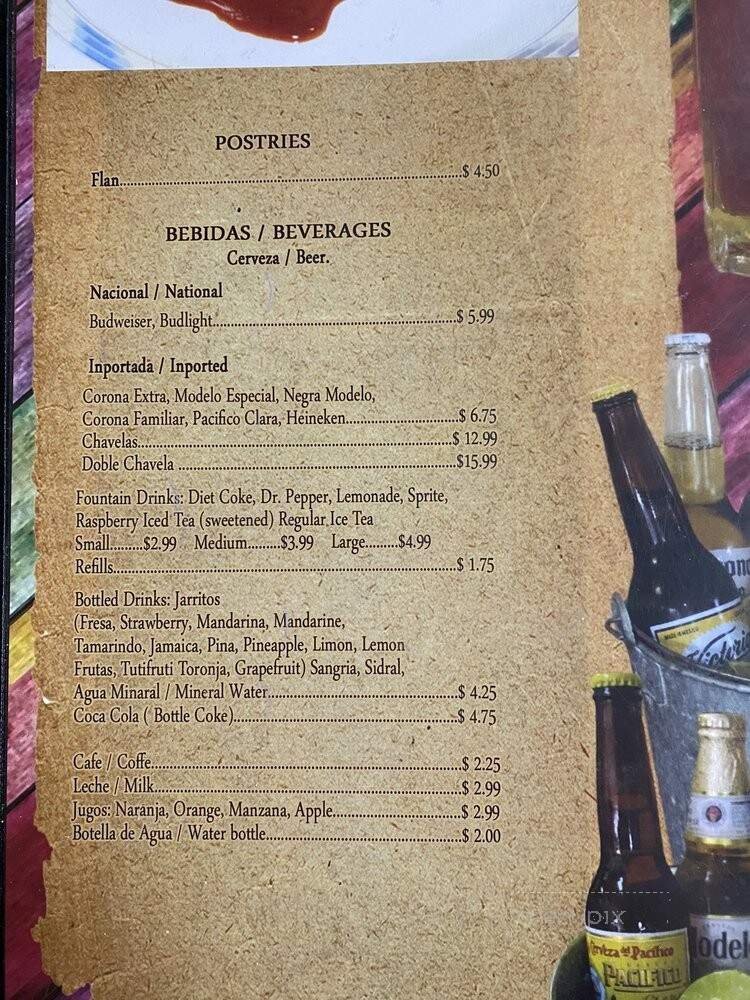 POSTRIES
Flan..........$ 4.50
BEBIDAS / BEVERAGES
Cerveza / Beer.
Nacional / National
Budweiser, Budlight..........$ 5.99
Inportada / Inported
Corona Extra, Modelo Especial, Negra Modelo,
Corona Familiar, Pacifico Clara, Heineken..........$ 6.75
Chavelas..........$ 12.99
Doble Chavela ..........$15.99
Fountain Drinks: Diet Coke, Dr. Pepper, Lemonade, Sprite,
Raspberry Iced Tea (sweetened) Regular Ice Tea
Small.........$2.99 Medium.........$3.99 Large.........$4.99
Refills..........$ 1.75
Bottled Drinks: Jarritos
(Fresa, Strawberry, Mandarina, Mandarine,
Tamarindo, Jamaica, Pina, Pineapple, Limon, Lemon
Frutas, Tutifruti Toronja, Grapefruit) Sangria, Sidral,
Agua Minaral / Mineral Water..........$ 4.25
Coca Cola ( Bottle Coke)..........$ 4.75
Cafe / Coffe..........$ 2.25
Leche / Milk..........$ 2.99
Jugos: Naranja, Orange, Manzana, Apple..........$ 2.99
Botella de Agua / Water bottle..........$ 2.00
Cerveza del Pacifico
PACIFICO